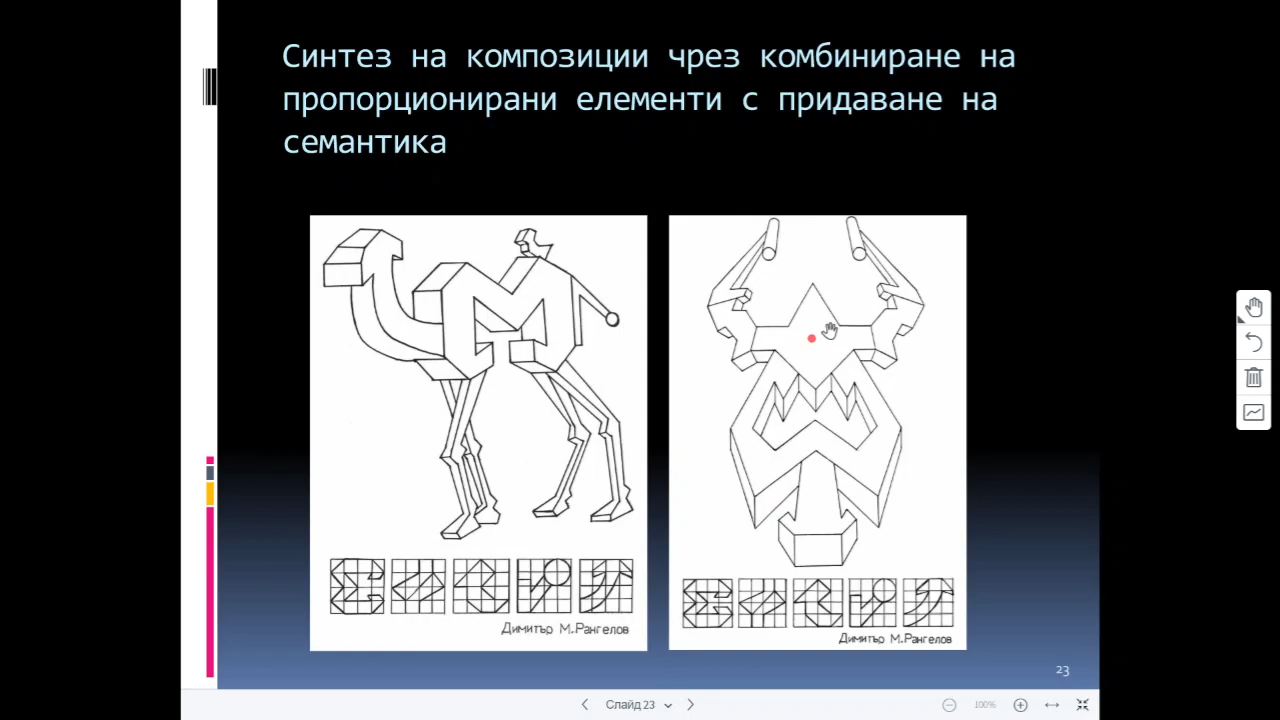 Синтез на композиции чрез комбиниране на
пропорционирани елементи с придаване на
семантика
Димитър М.Рангелов
Димитър М.Рангелов
23
Слайд 23
100%